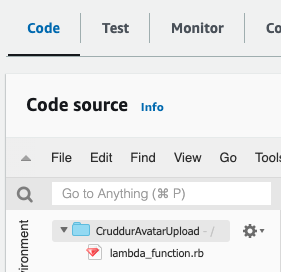 Code Test Monitor Co
Code source Info
File Edit Find View Go Tools
Go to Anything (⌘ P)
CruddurAvatarUpload - /
lambda_function.rb